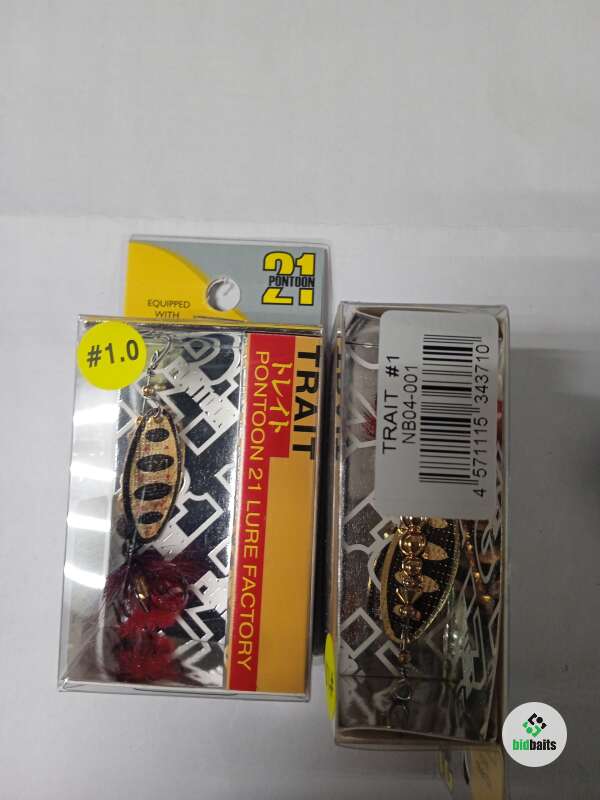 EQUIPPED
WITH
21
PONTOON
#1.0
TRAIT
トレイト
PONTOON 21 LURE FACTORY
TRAIT #1
NB04-001
4 571115 343710
bidbaits